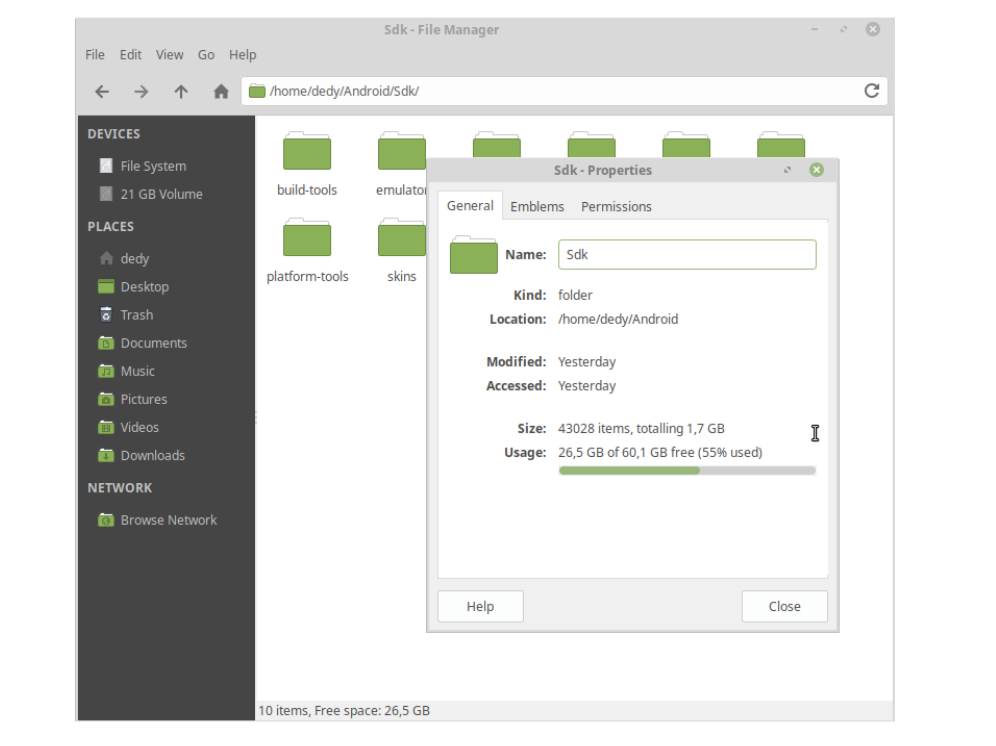 Sdk - File Manager
File Edit View Go Help
/home/dedy/Android/Sdk/
DEVICES
File System
21 GB Volume
PLACES
dedy
Desktop
Trash
Documents
Music
Pictures
Videos
Downloads
NETWORK
Browse Network
build-tools emulator
platform-tools skins
Sdk - Properties
General Emblems Permissions
Name: Sdk
Kind: folder
Location: /home/dedy/Android
Modified: Yesterday
Accessed: Yesterday
Size: 43028 items, totalling 1,7 GB
Usage: 26,5 GB of 60,1 GB free (55% used)
Help Close
10 items, Free space: 26,5 GB